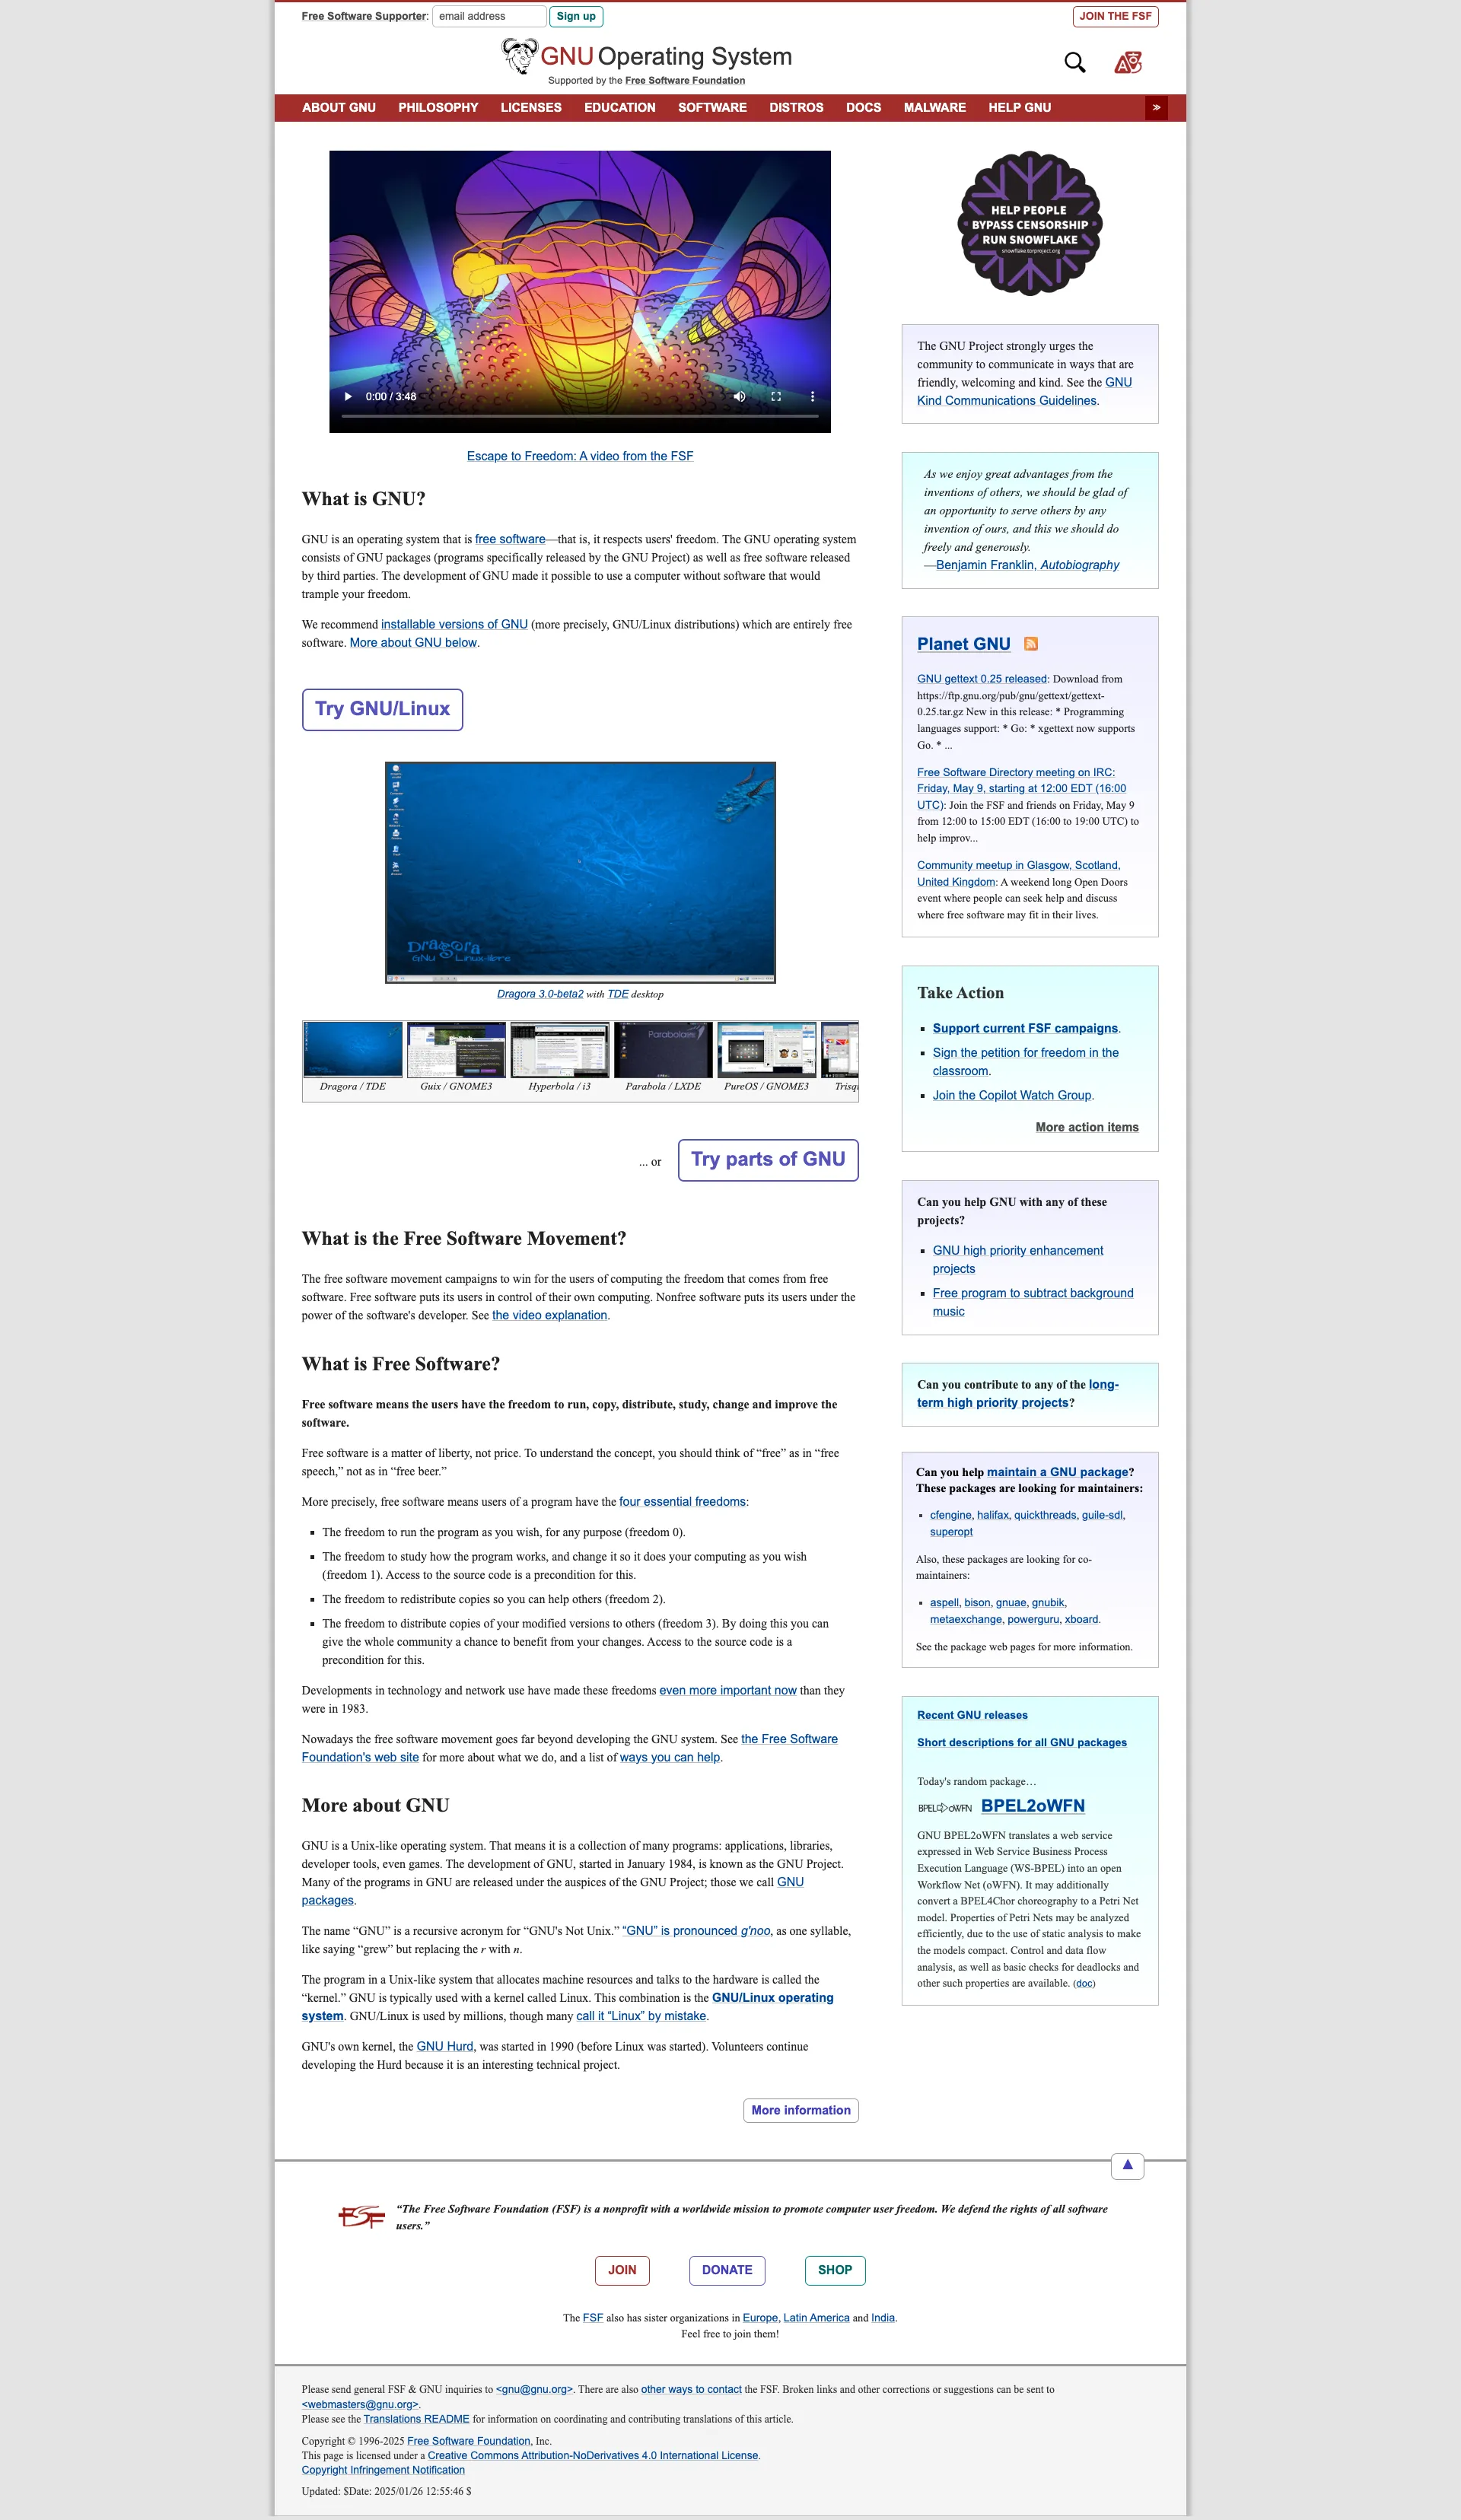 Free Software Supporter: email address Sign up
JOIN THE FSF
GNU Operating System
Supported by the Free Software Foundation
ABOUT GNU PHILOSOPHY LICENSES EDUCATION SOFTWARE DISTROS DOCS MALWARE HELP GNU »
0:00 / 3:48
Escape to Freedom: A video from the FSF
What is GNU?
GNU is an operating system that is free software—that is, it respects users' freedom. The GNU operating system
consists of GNU packages (programs specifically released by the GNU Project) as well as free software released
by third parties. The development of GNU made it possible to use a computer without software that would
trample your freedom.
We recommend installable versions of GNU (more precisely, GNU/Linux distributions) which are entirely free
software. More about GNU below.
Try GNU/Linux
Dragora
GNU Linux-libre
Dragora 3.0-beta2 with TDE desktop
Parabola
Dragora / TDE
Guix / GNOME3
Hyperbola / i3
Parabola / LXDE
PureOS / GNOME3
Trisq
... or Try parts of GNU
What is the Free Software Movement?
The free software movement campaigns to win for the users of computing the freedom that comes from free
software. Free software puts its users in control of their own computing. Nonfree software puts its users under the
power of the software's developer. See the video explanation.
What is Free Software?
Free software means the users have the freedom to run, copy, distribute, study, change and improve the
software.
Free software is a matter of liberty, not price. To understand the concept, you should think of “free” as in “free
speech,” not as in “free beer.”
More precisely, free software means users of a program have the four essential freedoms:
▪ The freedom to run the program as you wish, for any purpose (freedom 0).
▪ The freedom to study how the program works, and change it so it does your computing as you wish
(freedom 1). Access to the source code is a precondition for this.
▪ The freedom to redistribute copies so you can help others (freedom 2).
▪ The freedom to distribute copies of your modified versions to others (freedom 3). By doing this you can
give the whole community a chance to benefit from your changes. Access to the source code is a
precondition for this.
Developments in technology and network use have made these freedoms even more important now than they
were in 1983.
Nowadays the free software movement goes far beyond developing the GNU system. See the Free Software
Foundation's web site for more about what we do, and a list of ways you can help.
More about GNU
GNU is a Unix-like operating system. That means it is a collection of many programs: applications, libraries,
developer tools, even games. The development of GNU, started in January 1984, is known as the GNU Project.
Many of the programs in GNU are released under the auspices of the GNU Project; those we call GNU
packages.
The name “GNU” is a recursive acronym for “GNU's Not Unix.” “GNU” is pronounced g'noo, as one syllable,
like saying “grew” but replacing the r with n.
The program in a Unix-like system that allocates machine resources and talks to the hardware is called the
“kernel.” GNU is typically used with a kernel called Linux. This combination is the GNU/Linux operating
system. GNU/Linux is used by millions, though many call it “Linux” by mistake.
GNU's own kernel, the GNU Hurd, was started in 1990 (before Linux was started). Volunteers continue
developing the Hurd because it is an interesting technical project.
More information
HELP PEOPLE
BYPASS CENSORSHIP
RUN SNOWFLAKE
snowflake.torproject.org
The GNU Project strongly urges the
community to communicate in ways that are
friendly, welcoming and kind. See the GNU
Kind Communications Guidelines.
As we enjoy great advantages from the
inventions of others, we should be glad of
an opportunity to serve others by any
invention of ours, and this we should do
freely and generously.
—Benjamin Franklin, Autobiography
Planet GNU
GNU gettext 0.25 released: Download from
https://ftp.gnu.org/pub/gnu/gettext/gettext-
0.25.tar.gz New in this release: * Programming
languages support: * Go: * xgettext now supports
Go. * ...
Free Software Directory meeting on IRC:
Friday, May 9, starting at 12:00 EDT (16:00
UTC): Join the FSF and friends on Friday, May 9
from 12:00 to 15:00 EDT (16:00 to 19:00 UTC) to
help improv...
Community meetup in Glasgow, Scotland,
United Kingdom: A weekend long Open Doors
event where people can seek help and discuss
where free software may fit in their lives.
Take Action
▪ Support current FSF campaigns.
▪ Sign the petition for freedom in the
classroom.
▪ Join the Copilot Watch Group.
More action items
Can you help GNU with any of these
projects?
▪ GNU high priority enhancement
projects
▪ Free program to subtract background
music
Can you contribute to any of the long-
term high priority projects?
Can you help maintain a GNU package?
These packages are looking for maintainers:
▪ cfengine, halifax, quickthreads, guile-sdl,
superopt
Also, these packages are looking for co-
maintainers:
▪ aspell, bison, gnuae, gnubik,
metaexchange, powerguru, xboard.
See the package web pages for more information.
Recent GNU releases
Short descriptions for all GNU packages
Today's random package…
BPEL oWFN BPEL2oWFN
GNU BPEL2oWFN translates a web service
expressed in Web Service Business Process
Execution Language (WS-BPEL) into an open
Workflow Net (oWFN). It may additionally
convert a BPEL4Chor choreography to a Petri Net
model. Properties of Petri Nets may be analyzed
efficiently, due to the use of static analysis to make
the models compact. Control and data flow
analysis, as well as basic checks for deadlocks and
other such properties are available. (doc)
▲
FSF “The Free Software Foundation (FSF) is a nonprofit with a worldwide mission to promote computer user freedom. We defend the rights of all software
users.”
JOIN DONATE SHOP
The FSF also has sister organizations in Europe, Latin America and India.
Feel free to join them!
Please send general FSF & GNU inquiries to <gnu@gnu.org>. There are also other ways to contact the FSF. Broken links and other corrections or suggestions can be sent to
<webmasters@gnu.org>.
Please see the Translations README for information on coordinating and contributing translations of this article.
Copyright © 1996-2025 Free Software Foundation, Inc.
This page is licensed under a Creative Commons Attribution-NoDerivatives 4.0 International License.
Copyright Infringement Notification
Updated: $Date: 2025/01/26 12:55:46 $